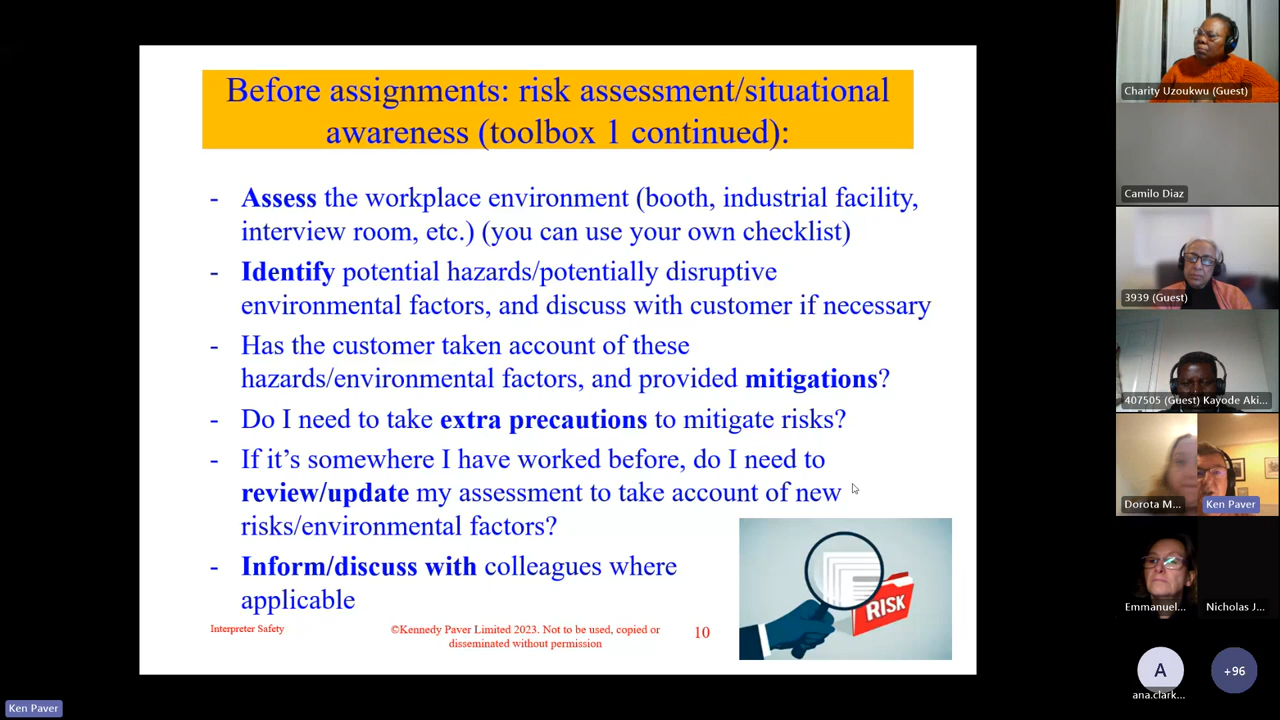 Before assignments: risk assessment/situational
awareness (toolbox 1 continued):
- Assess the workplace environment (booth, industrial facility,
interview room, etc.) (you can use your own checklist)
- Identify potential hazards/potentially disruptive
environmental factors, and discuss with customer if necessary
- Has the customer taken account of these
hazards/environmental factors, and provided mitigations?
- Do I need to take extra precautions to mitigate risks?
- If it’s somewhere I have worked before, do I need to
review/update my assessment to take account of new
risks/environmental factors?
- Inform/discuss with colleagues where
applicable
RISK
Interpreter Safety
©Kennedy Paver Limited 2023. Not to be used, copied or
disseminated without permission
10
Charity Uzoukwu (Guest)
Camilo Diaz
3939 (Guest)
407505 (Guest) Kayode Aki...
Dorota M...
Ken Paver
Emmanuel...
Nicholas J...
A
ana.clark...
+96
Ken Paver